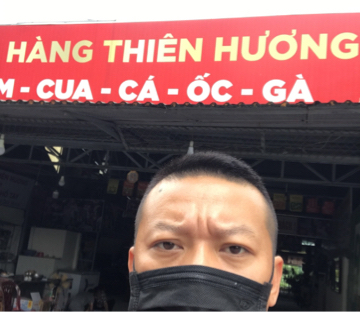 HÀNG THIÊN HƯƠNG
M - CUA - CÁ - ỐC - GÀ